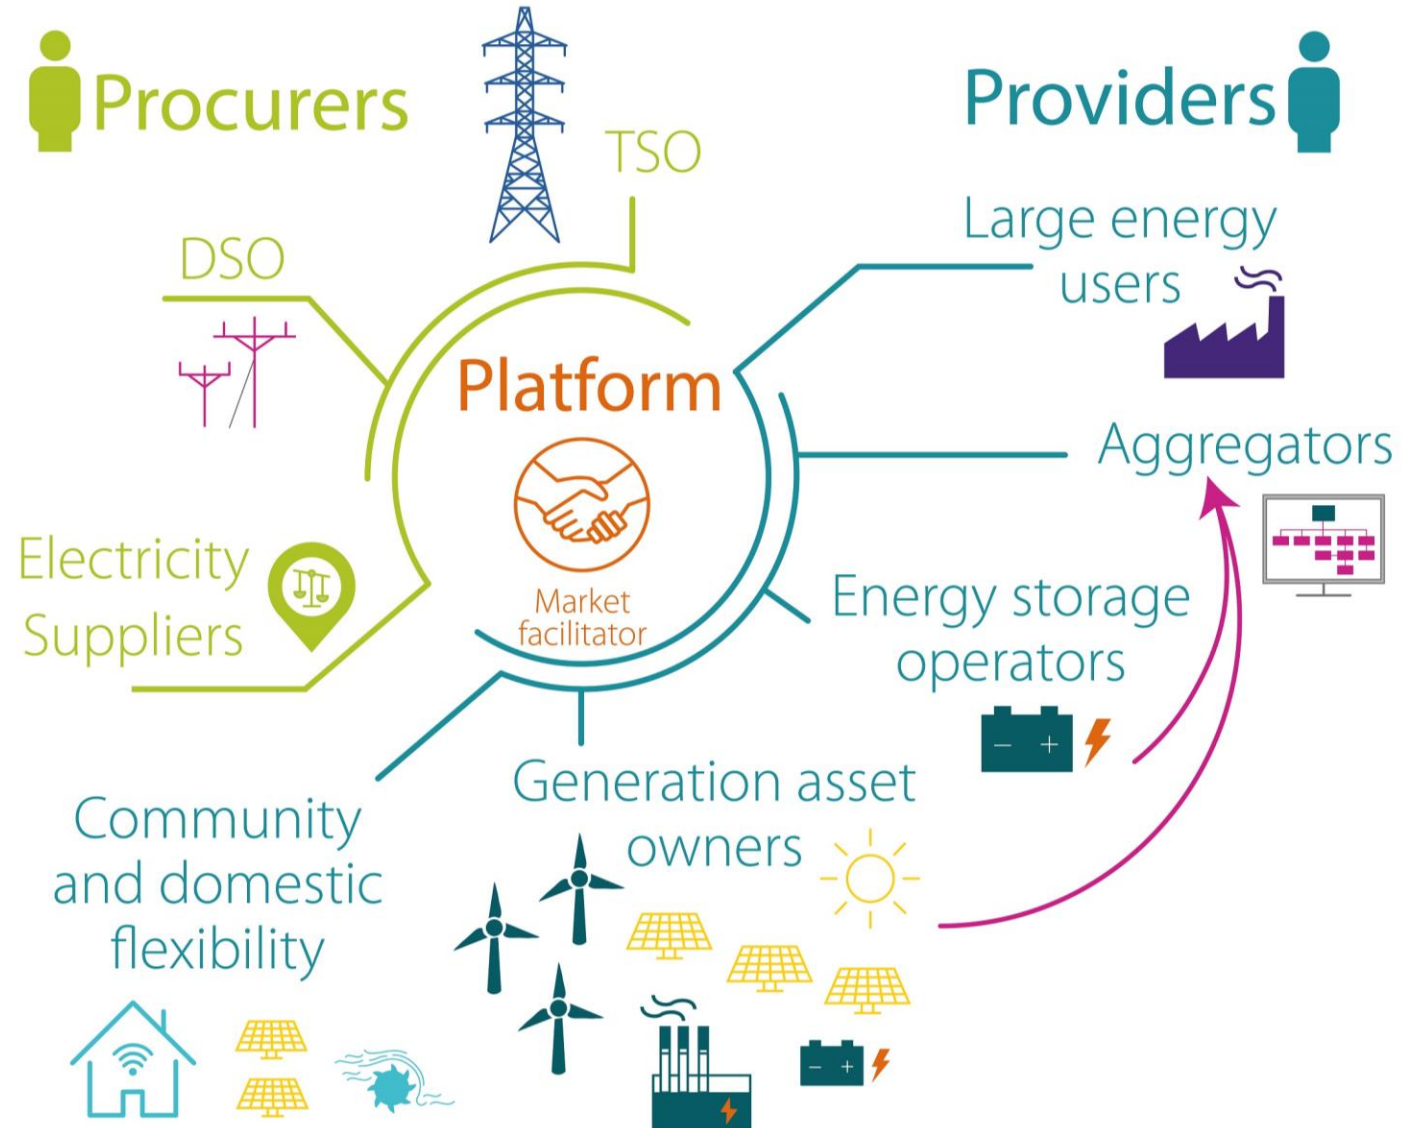 Procurers
Providers
TSO
DSO
Large energy
users
Platform
Aggregators
Market
facilitator
Electricity
Suppliers
Energy storage
operators
Generation asset
owners
Community
and domestic
flexibility